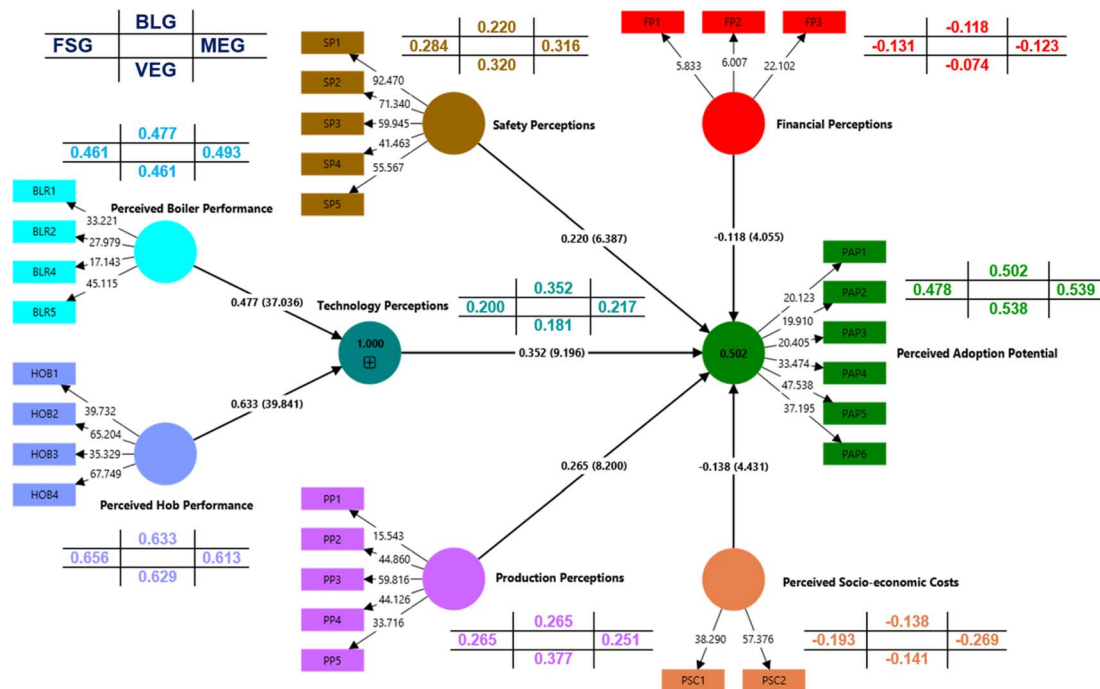 BLG
FSG MEG
VEG
0.477
0.461 0.493
0.461
BLR1
BLR2
BLR4
BLR5
33.221
27.979
17.143
45.115
Perceived Boiler Performance
0.477 (37.036)
HOB1
HOB2
HOB3
HOB4
39.732
65.204
35.329
67.749
Perceived Hob Performance
0.633 (39.841)
0.633
0.656 0.613
0.629
SP1
SP2
SP3
SP4
SP5
92.470
71.340
59.945
41.463
55.567
Safety Perceptions
0.220
0.284 0.316
0.320
0.220 (6.387)
Technology Perceptions
1.000
0.352
0.200 0.217
0.181
0.352 (9.196)
PP1
PP2
PP3
PP4
PP5
15.543
44.860
59.816
44.126
33.716
Production Perceptions
0.265
0.265 0.251
0.377
0.265 (8.200)
FP1 FP2 FP3
5.833 6.007 22.102
Financial Perceptions
-0.118
-0.131 -0.123
-0.074
-0.118 (4.055)
0.502
PAP1
PAP2
PAP3
PAP4
PAP5
PAP6
20.123
19.910
20.405
33.474
47.538
37.195
Perceived Adoption Potential
0.502
0.478 0.539
0.538
-0.138 (4.431)
Perceived Socio-economic Costs
38.290 57.376
PSC1 PSC2
-0.138
-0.193 -0.269
-0.141